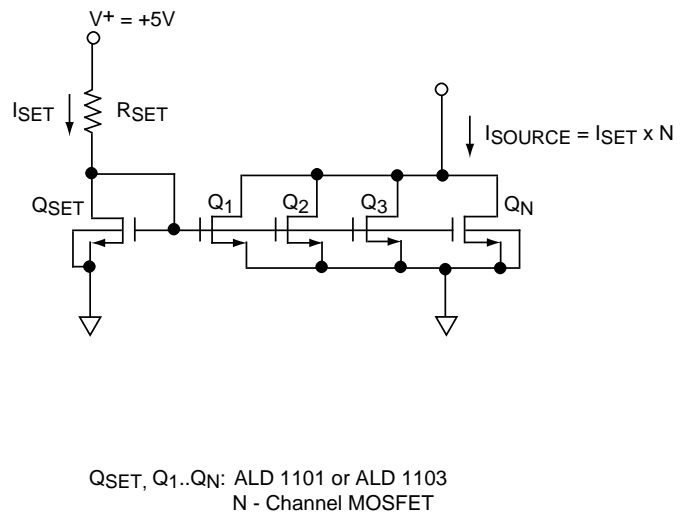 V+ = +5V
ISET
RSET
ISOURCE = ISET x N
QSET
Q1
Q2
Q3
QN
QSET, Q1..QN: ALD 1101 or ALD 1103
N - Channel MOSFET